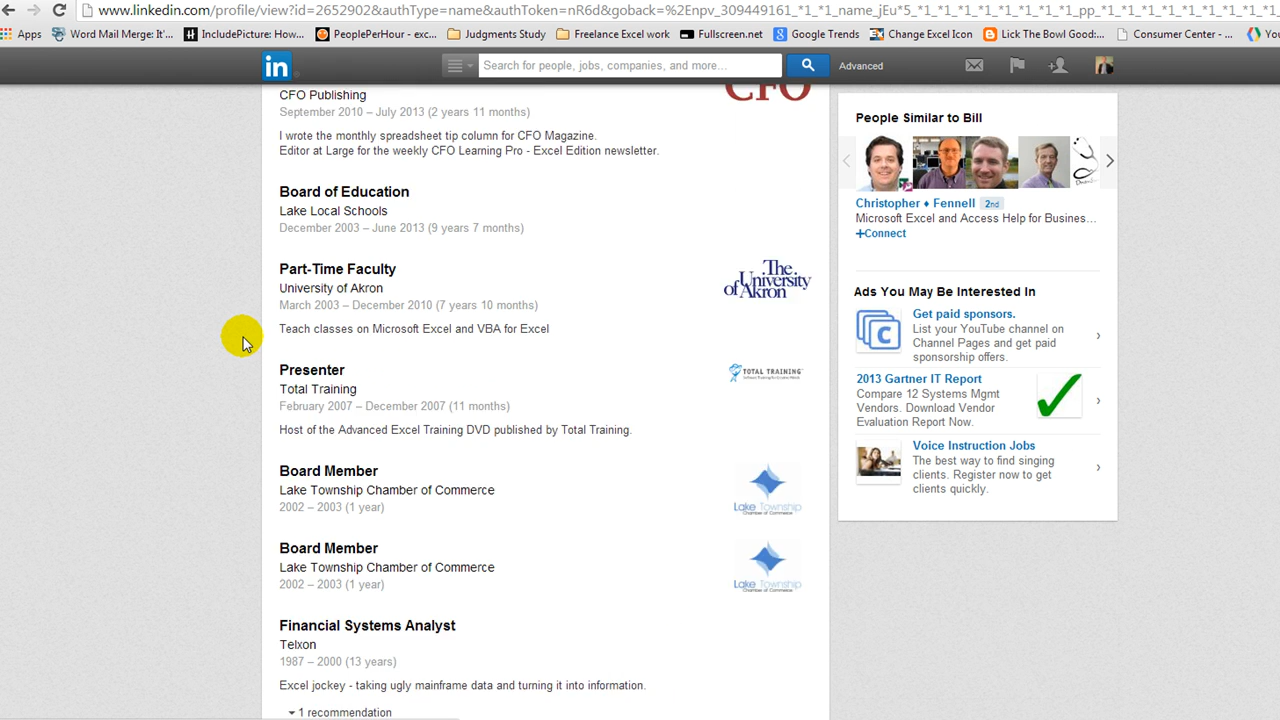 www.linkedin.com/profile/view?id=2652902&authType=name&authToken=nR6d&goback=%2Enpv_309449161_*1_*1_name_jEu*5_*1_*1_*1_*1_*1_*1_*1_*1_pp_*1_*1_*1_*1_*1_*1_*1_*1_*1
Apps Word Mail Merge: It'... IncludePicture: How... PeoplePerHour - exc... Judgments Study Freelance Excel work Fullscreen.net Google Trends Change Excel Icon Lick The Bowl Good:... Consumer Center - ... You
in Search for people, jobs, companies, and more... Advanced
CFO Publishing
CFO
September 2010 – July 2013 (2 years 11 months)
I wrote the monthly spreadsheet tip column for CFO Magazine.
Editor at Large for the weekly CFO Learning Pro - Excel Edition newsletter.
Board of Education
Lake Local Schools
December 2003 – June 2013 (9 years 7 months)
Part-Time Faculty
University of Akron
March 2003 – December 2010 (7 years 10 months)
Teach classes on Microsoft Excel and VBA for Excel
The
University
of Akron
Presenter
Total Training
February 2007 – December 2007 (11 months)
Host of the Advanced Excel Training DVD published by Total Training.
TOTAL TRAINING
Board Member
Lake Township Chamber of Commerce
2002 – 2003 (1 year)
Lake Township
Chamber of Commerce
Board Member
Lake Township Chamber of Commerce
2002 – 2003 (1 year)
Lake Township
Chamber of Commerce
Financial Systems Analyst
Telxon
1987 – 2000 (13 years)
Excel jockey - taking ugly mainframe data and turning it into information.
1 recommendation
People Similar to Bill
Christopher ♦ Fennell 2nd
Microsoft Excel and Access Help for Busines...
+Connect
Ads You May Be Interested In
Get paid sponsors.
List your YouTube channel on
Channel Pages and get paid
sponsorship offers.
2013 Gartner IT Report
Compare 12 Systems Mgmt
Vendors. Download Vendor
Evaluation Report Now.
Voice Instruction Jobs
The best way to find singing
clients. Register now to get
clients quickly.